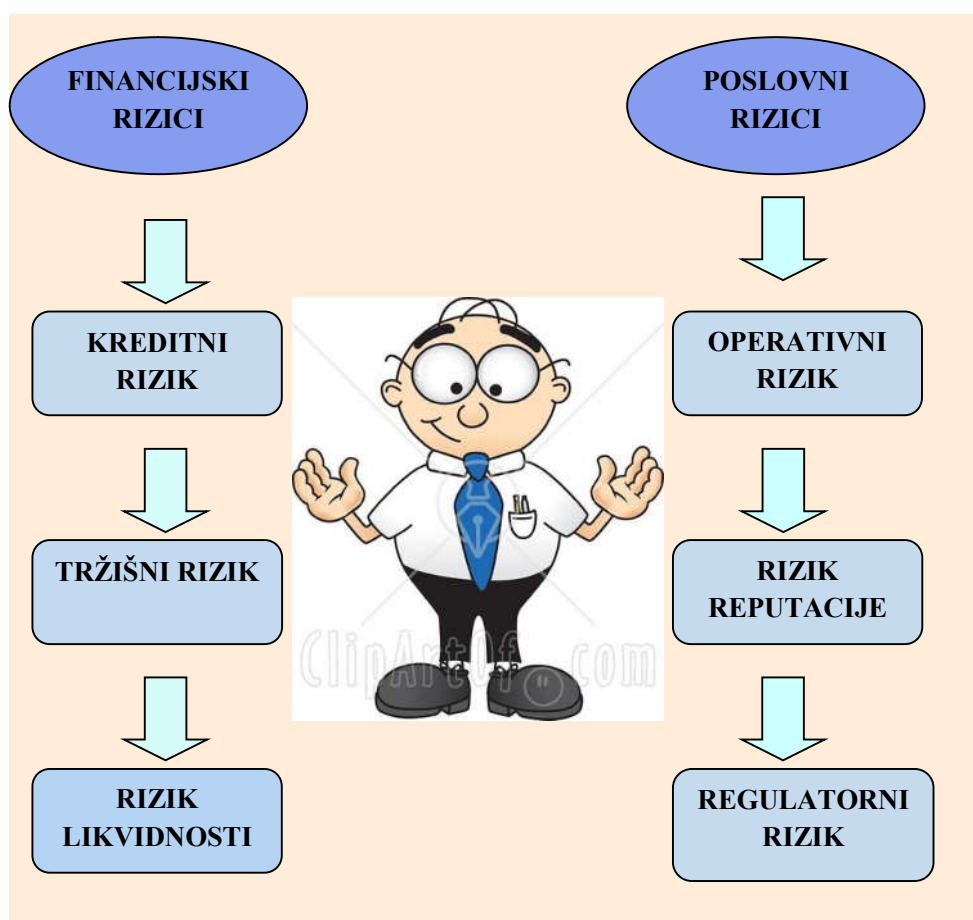 FINANCIJSKI
RIZICI
KREDITNI
RIZIK
TRŽIŠNI RIZIK
RIZIK
LIKVIDNOSTI
POSLOVNI
RIZICI
OPERATIVNI
RIZIK
RIZIK
REPUTACIJE
REGULATORNI
RIZIK
ClipArtOf.com